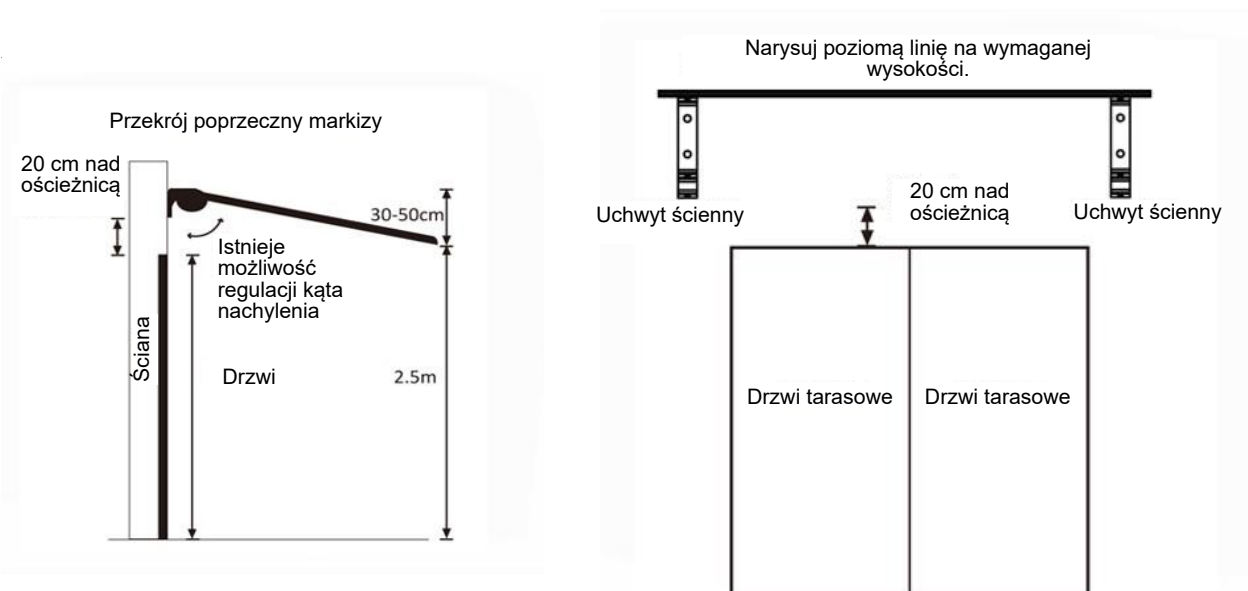 Przekrój poprzeczny markizy
20 cm nad
ościeżnicą
30-50cm
Istnieje
możliwość
regulacji kąta
nachylenia
Ściana
Drzwi
2.5m
Narysuj poziomą linię na wymaganej
wysokości.
Uchwyt ścienny
20 cm nad
ościeżnicą
Uchwyt ścienny
Drzwi tarasowe
Drzwi tarasowe